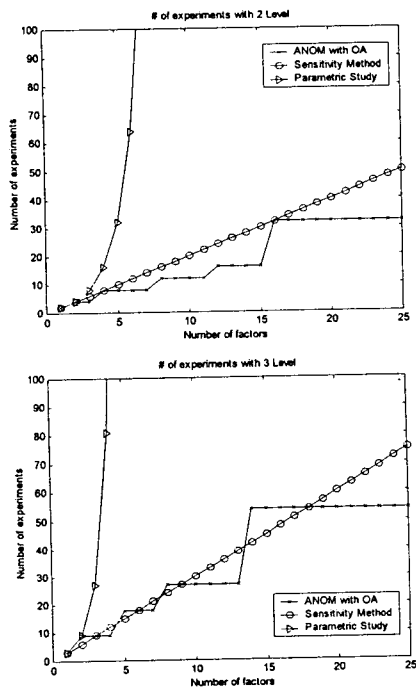 # of experiments with 2 Level
100
90
80
70
60
50
40
30
20
10
0
Number of experiments
ANOM with OA
Sensitivity Method
Parametric Study
0
5
10
15
20
25
Number of factors
# of experiments with 3 Level
100
90
80
70
60
50
40
30
20
10
0
Number of experiments
ANOM with OA
Sensitivity Method
Parametric Study
0
5
10
15
20
25
Number of factors